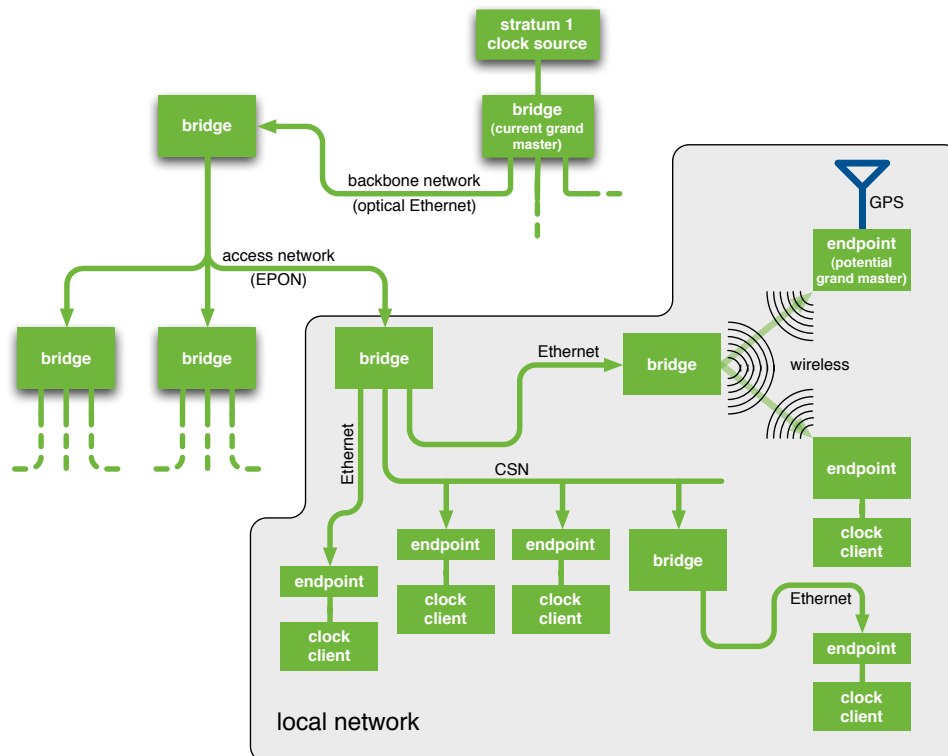 stratum 1
clock source
bridge
(current grand
master)
bridge
backbone network
(optical Ethernet)
GPS
endpoint
(potential
grand master)
access network
(EPON)
bridge
bridge
bridge
Ethernet
bridge
wireless
Ethernet
CSN
endpoint
clock
client
endpoint
clock
client
endpoint
clock
client
bridge
endpoint
clock
client
Ethernet
endpoint
clock
client
local network